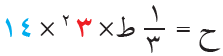 ح = ١/٣ ط × ٣^٢ × ١٤